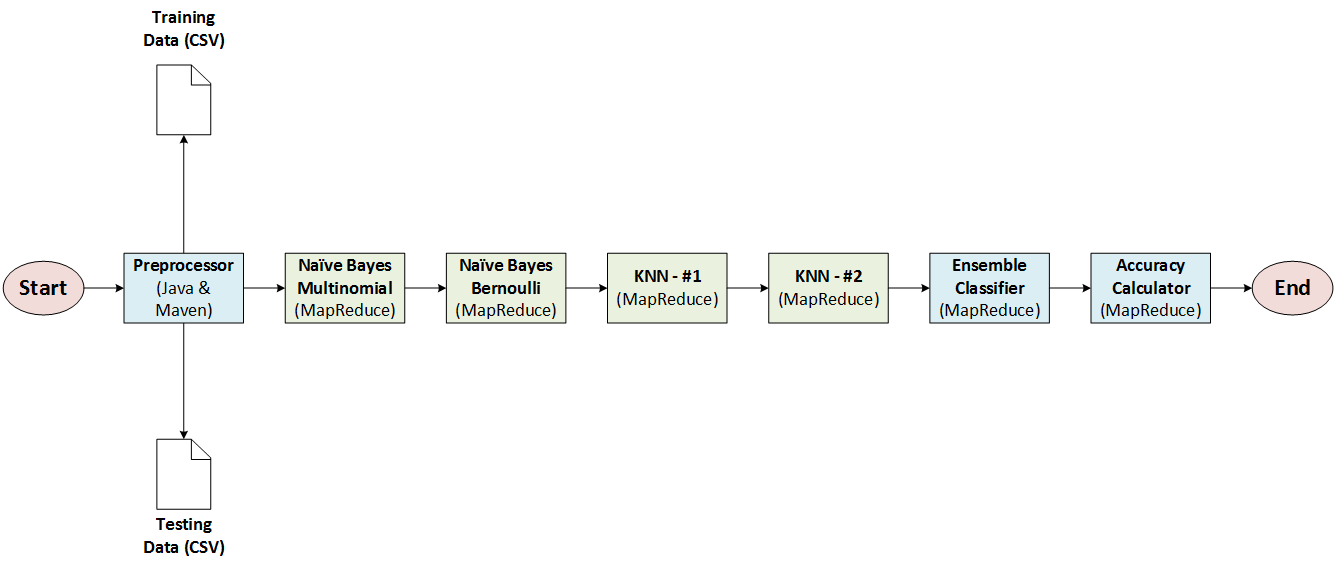 Training
Data (CSV)
Start
Preprocessor
(Java &
Maven)
Naïve Bayes
Multinomial
(MapReduce)
Naïve Bayes
Bernoulli
(MapReduce)
KNN - #1
(MapReduce)
KNN - #2
(MapReduce)
Ensemble
Classifier
(MapReduce)
Accuracy
Calculator
(MapReduce)
End
Testing
Data (CSV)